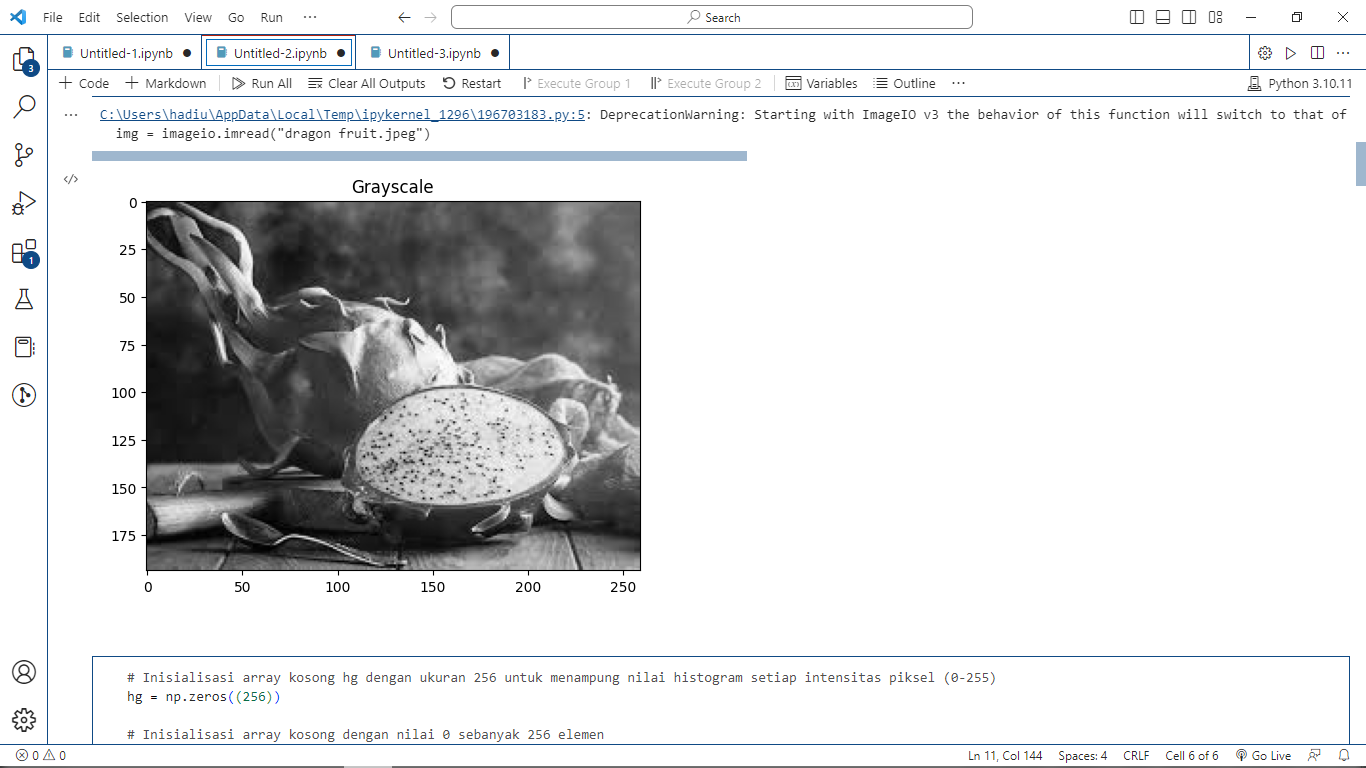 File Edit Selection View Go Run ··· Search
3
Untitled-1.ipynb Untitled-2.ipynb Untitled-3.ipynb
+ Code + Markdown Run All Clear All Outputs Restart Execute Group 1 Execute Group 2 Variables Outline ··· Python 3.10.11
C:\Users\hadiu\AppData\Local\Temp\ipykernel_1296\196703183.py:5: DeprecationWarning: Starting with ImageIO v3 the behavior of this function will switch to that of
img = imageio.imread("dragon fruit.jpeg")
Grayscale
0
25
50
75
100
125
150
175
0 50 100 150 200 250
1
# Inisialisasi array kosong hg dengan ukuran 256 untuk menampung nilai histogram setiap intensitas piksel (0-255)
hg = np.zeros((256))
# Inisialisasi array kosong dengan nilai 0 sebanyak 256 elemen
0 0 Ln 11, Col 144 Spaces: 4 CRLF Cell 6 of 6 Go Live